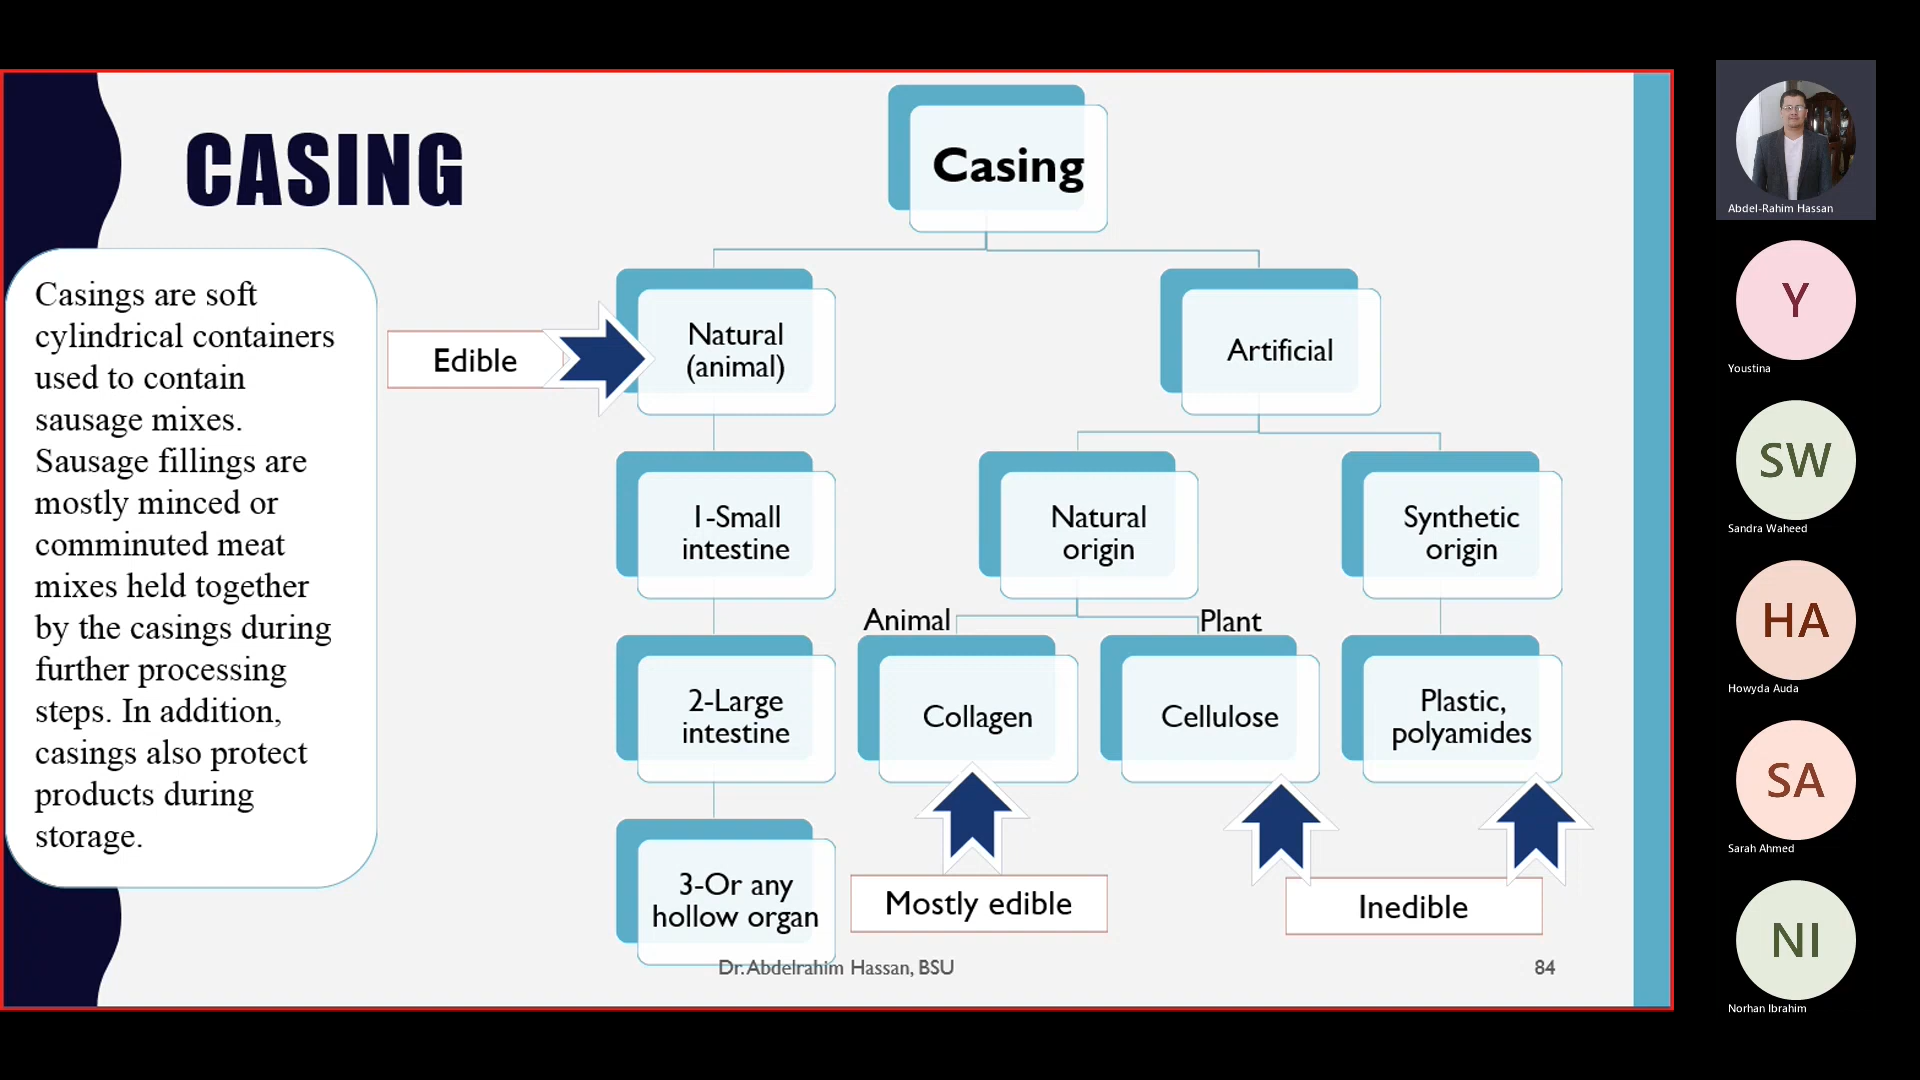 CASING
Casings are soft
cylindrical containers
used to contain
sausage mixes.
Sausage fillings are
mostly minced or
comminuted meat
mixes held together
by the casings during
further processing
steps. In addition,
casings also protect
products during
storage.
Casing
Edible
Natural
(animal)
Artificial
1-Small
intestine
Natural
origin
Synthetic
origin
Animal
Plant
2-Large
intestine
Collagen
Cellulose
Plastic,
polyamides
3-Or any
hollow organ
Mostly edible
Inedible
Dr. Abdelrahim Hassan, BSU
84
Abdel-Rahim Hassan
Y
Youstina
SW
Sandra Waheed
HA
Howyda Auda
SA
Sarah Ahmed
NI
Norhan Ibrahim